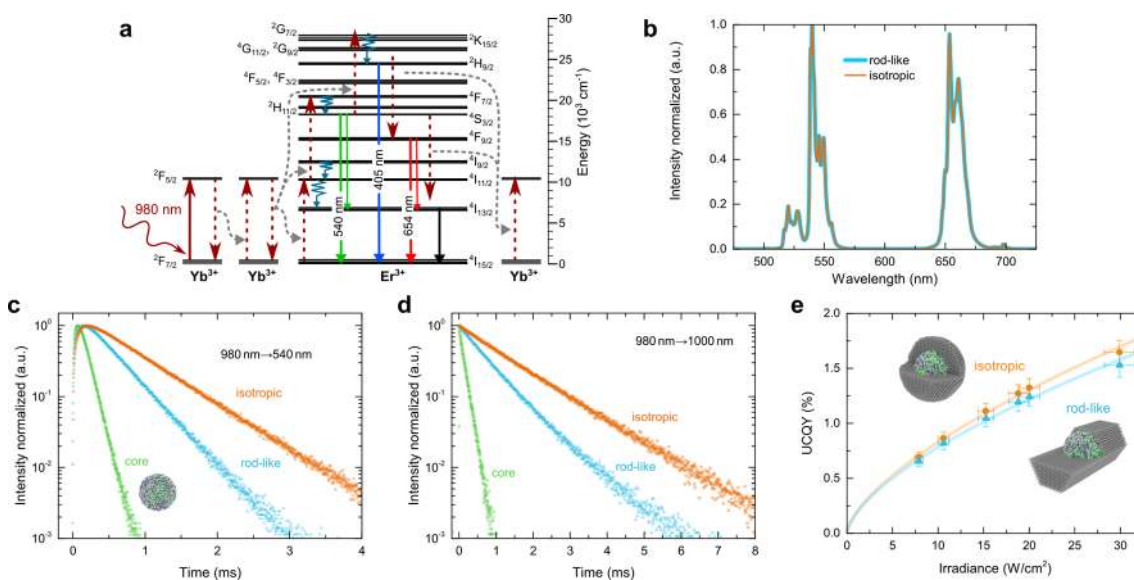 a
²G₇/₂
⁴G₁₁/₂, ²G₉/₂
⁴F₅/₂, ⁴F₃/₂
²H₁₁/₂
²K₁₅/₂
²H₉/₂
⁴F₇/₂
⁴S₃/₂
⁴F₉/₂
⁴I₉/₂
⁴I₁₁/₂
⁴I₁₃/₂
⁴I₁₅/₂
²F₅/₂
²F₇/₂
980 nm
540 nm
405 nm
654 nm
Yb³⁺
Yb³⁺
Er³⁺
Yb³⁺
30
25
20
15
10
5
0
Energy (10³ cm⁻¹)
b
Intensity normalized (a.u.)
1.0
0.8
0.6
0.4
0.2
0.0
rod-like
isotropic
500 550 600 650 700
Wavelength (nm)
c
Intensity normalized (a.u.)
10⁰
10⁻¹
10⁻²
10⁻³
980 nm→540 nm
isotropic
rod-like
core
0 1 2 3 4
Time (ms)
d
Intensity normalized (a.u.)
10⁰
10⁻¹
10⁻²
10⁻³
980 nm→1000 nm
isotropic
rod-like
core
0 1 2 3 4 5 6 7 8
Time (ms)
e
UCQY (%)
2.0
1.5
1.0
0.5
0.0
isotropic
rod-like
0 5 10 15 20 25 30
Irradiance (W/cm²)